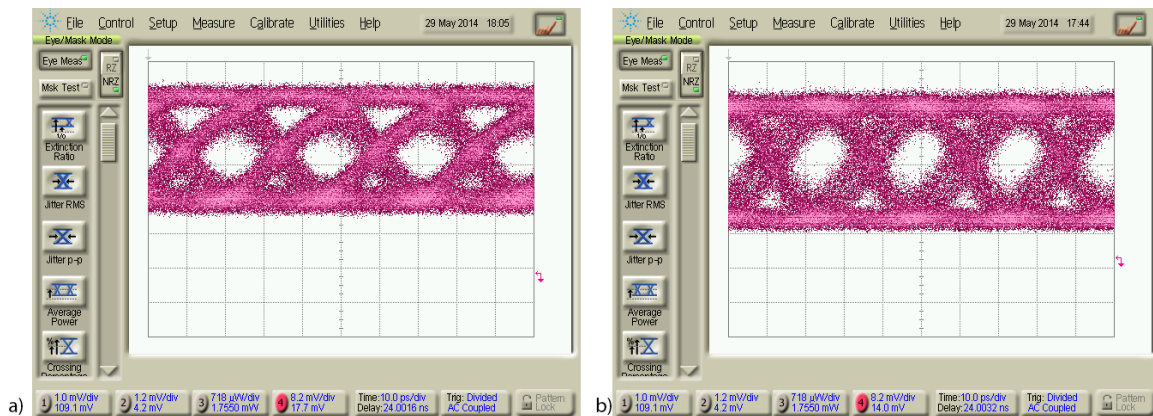 a)
File Control Setup Measure Calibrate Utilities Help 29 May 2014 18:05
Eye/Mask Mode
Eye Meas
RZ
NRZ
Msk Test
1/0
Extinction
Ratio
Jitter RMS
Jitter p-p
Average
Power
%
Crossing
Percentage
1 1.0 mV/div 109.1 mV
2 1.2 mV/div 4.2 mV
3 718 µW/div 1.7550 mW
4 8.2 mV/div 17.7 mV
Time:10.0 ps/div Delay:24.0016 ns
Trig: Divided AC Coupled
Pattern Lock
b)
File Control Setup Measure Calibrate Utilities Help 29 May 2014 17:44
Eye/Mask Mode
Eye Meas
RZ
NRZ
Msk Test
1/0
Extinction
Ratio
Jitter RMS
Jitter p-p
Average
Power
%
Crossing
Percentage
1 1.0 mV/div 109.1 mV
2 1.2 mV/div 4.2 mV
3 718 µW/div 1.7550 mW
4 8.2 mV/div 14.0 mV
Time:10.0 ps/div Delay:24.0032 ns
Trig: Divided AC Coupled
Pattern Lock